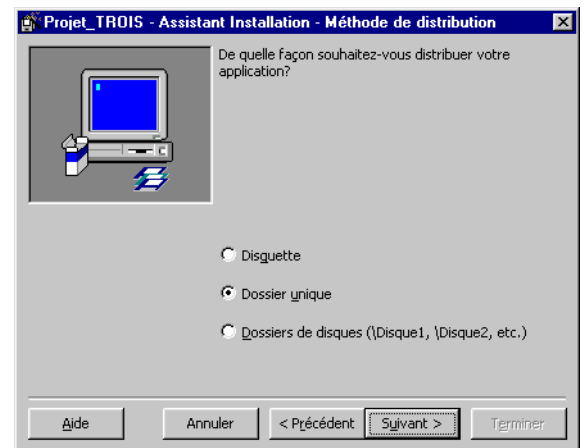 Projet_TROIS - Assistant Installation - Méthode de distribution
De quelle façon souhaitez-vous distribuer votre
application?
Disquette
Dossier unique
Dossiers de disques (\Disque1, \Disque2, etc.)
Aide Annuler < Précédent Suivant > Terminer